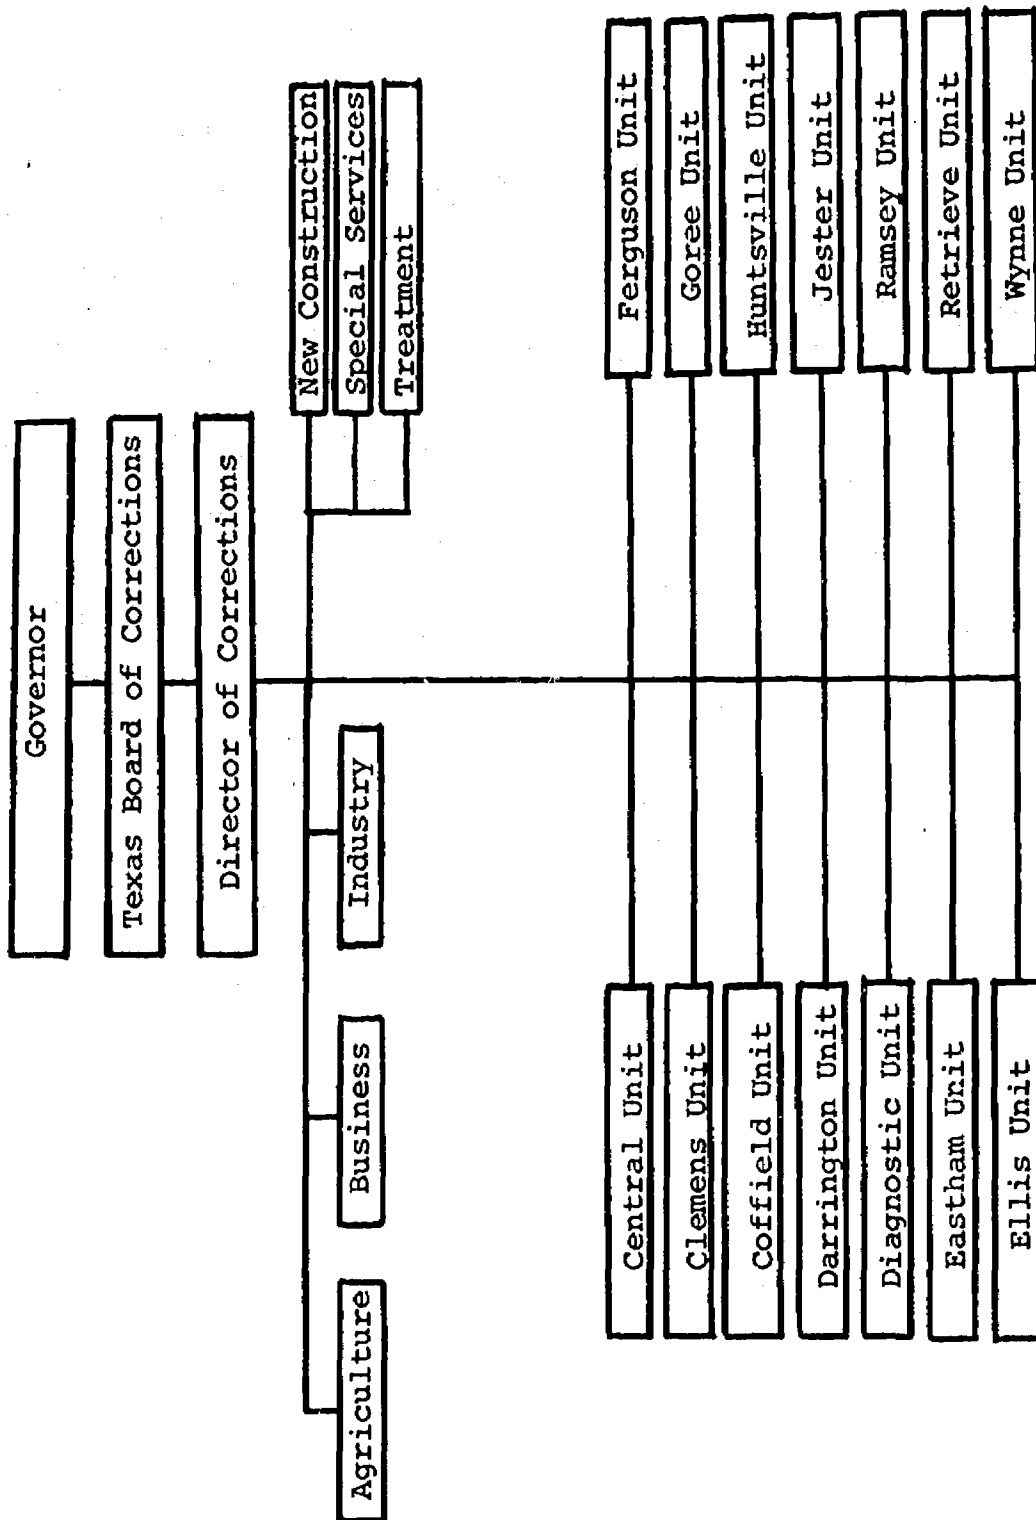 Governor
Texas Board of Corrections
Director of Corrections
Agriculture
Business
Industry
New Construction
Special Services
Treatment
Central Unit
Clemens Unit
Coffield Unit
Darrington Unit
Diagnostic Unit
Eastham Unit
Ellis Unit
Ferguson Unit
Goree Unit
Huntsville Unit
Jester Unit
Ramsey Unit
Retrieve Unit
Wynne Unit